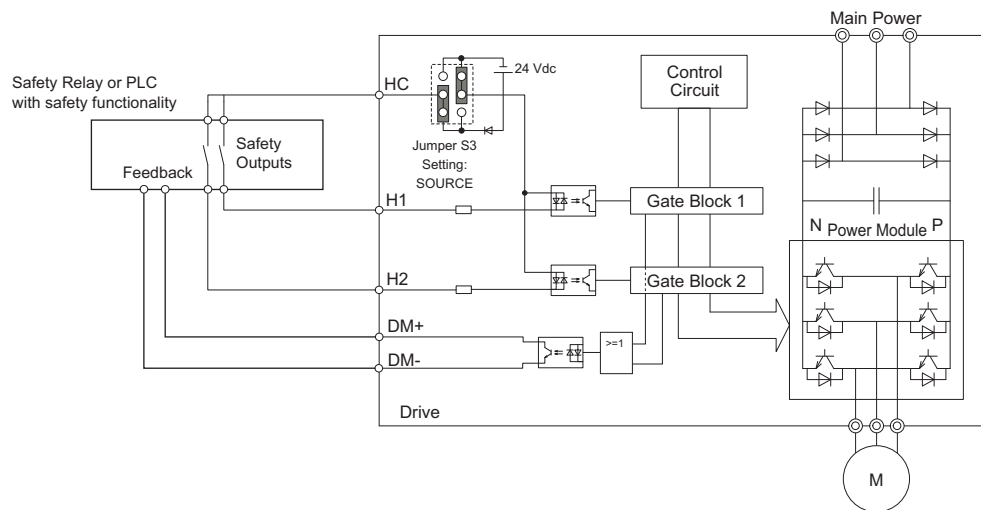 Main Power
Safety Relay or PLC
with safety functionality
HC
24 Vdc
Control
Circuit
Safety
Outputs
Feedback
Jumper S3
Setting:
SOURCE
H1
Gate Block 1
N
Power Module
P
H2
Gate Block 2
DM+
>=1
DM-
Drive
M